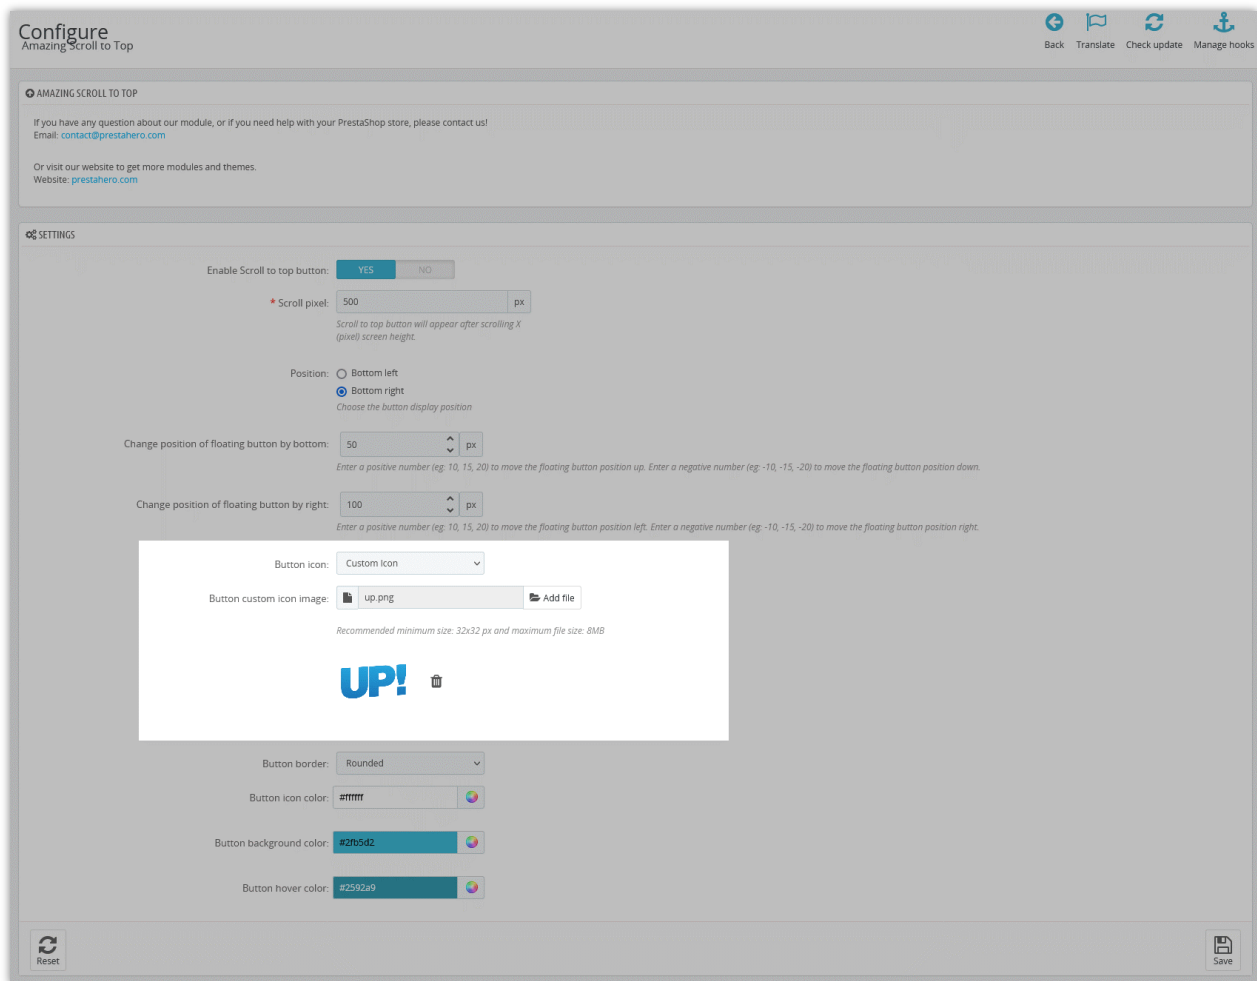 Configure
Amazing Scroll to Top
Back
Translate
Check update
Manage hooks
AMAZING SCROLL TO TOP
If you have any question about our module, or if you need help with your PrestaShop store, please contact us!
Email: contact@prestahero.com
Or visit our website to get more modules and themes.
Website: prestahero.com
SETTINGS
Enable Scroll to top button: YES NO
* Scroll pixel: 500 px
Scroll to top button will appear after scrolling X
(pixel) screen height.
Position: Bottom left
Bottom right
Choose the button display position
Change position of floating button by bottom: 50 px
Enter a positive number (eg: 10, 15, 20) to move the floating button position up. Enter a negative number (eg: -10, -15, -20) to move the floating button position down.
Change position of floating button by right: 100 px
Enter a positive number (eg: 10, 15, 20) to move the floating button position left. Enter a negative number (eg: -10, -15, -20) to move the floating button position right.
Button icon: Custom Icon
Button custom icon image: up.png Add file
Recommended minimum size: 32x32 px and maximum file size: 8MB
UP!
Button border: Rounded
Button icon color: #ffffff
Button background color: #2fb5d2
Button hover color: #2592a9
Reset
Save